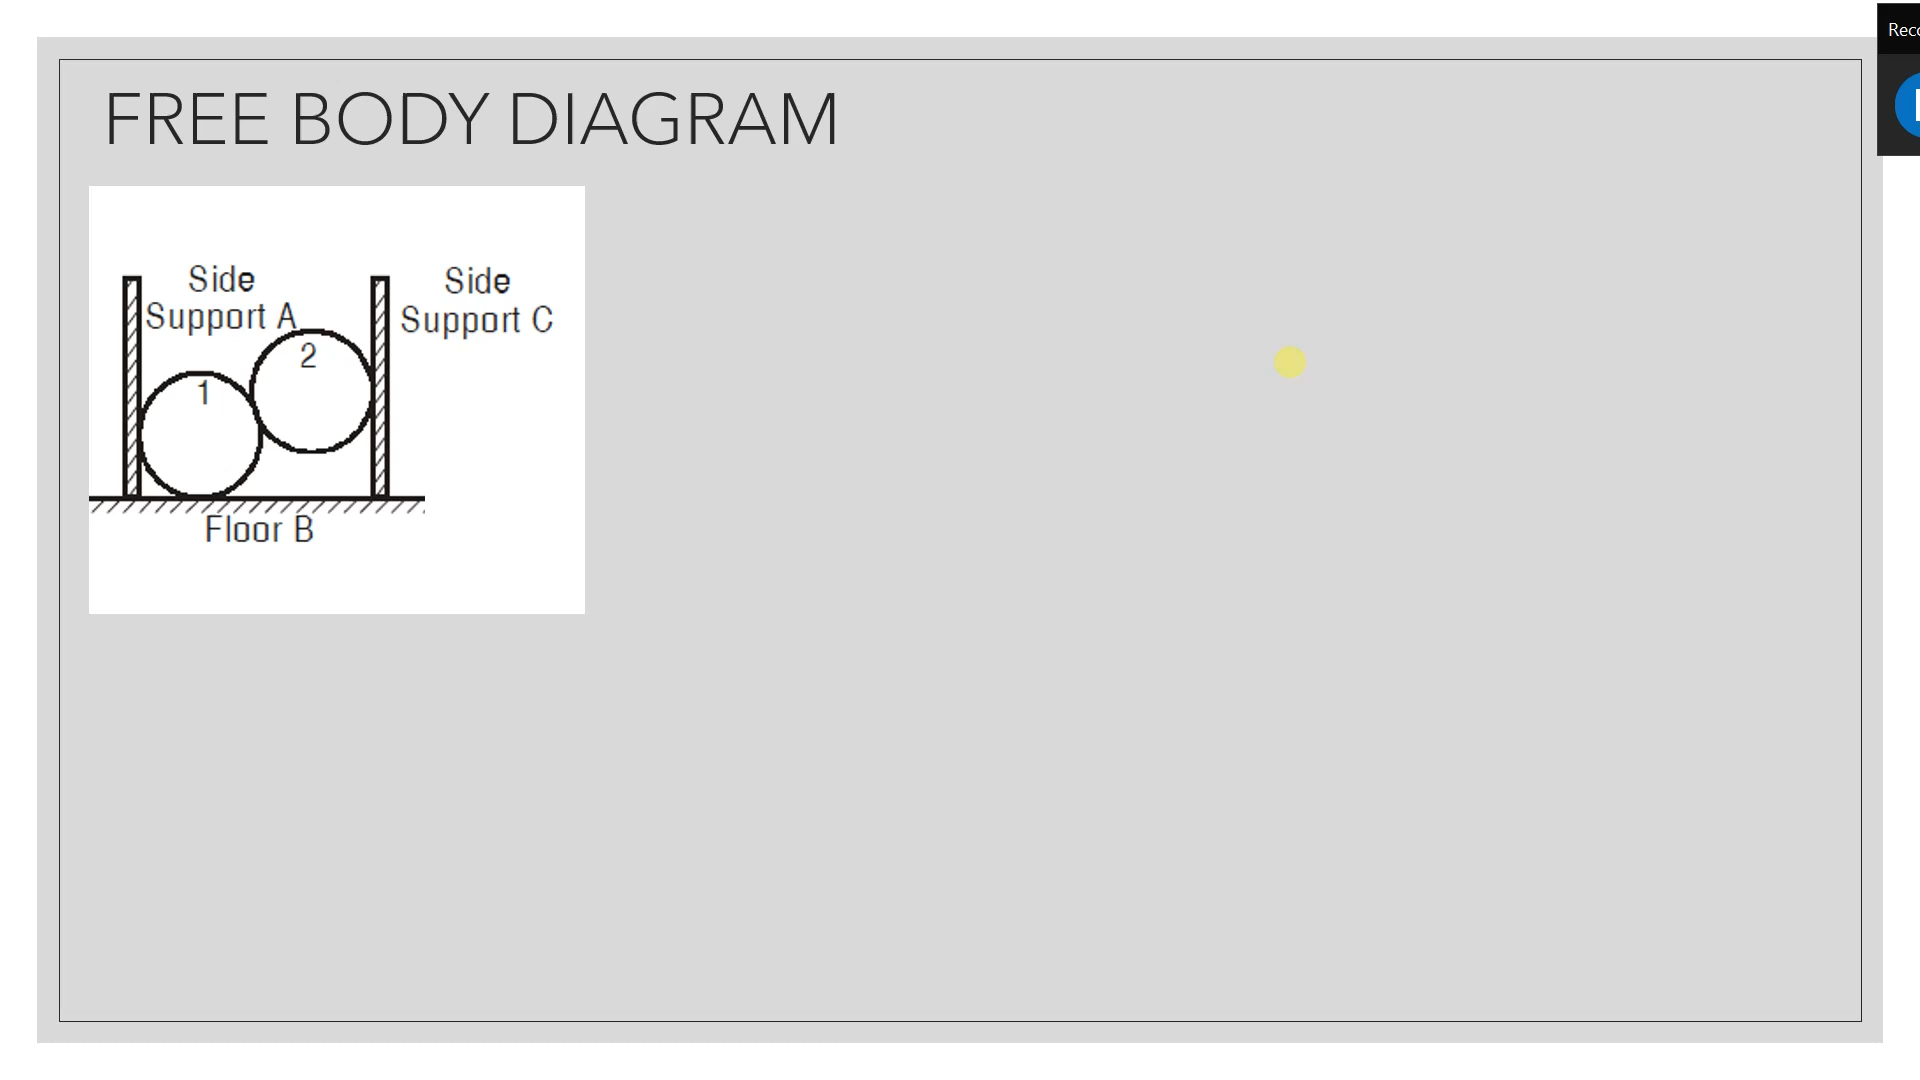 FREE BODY DIAGRAM
Side
Support A
Side
Support C
2
1
Floor B